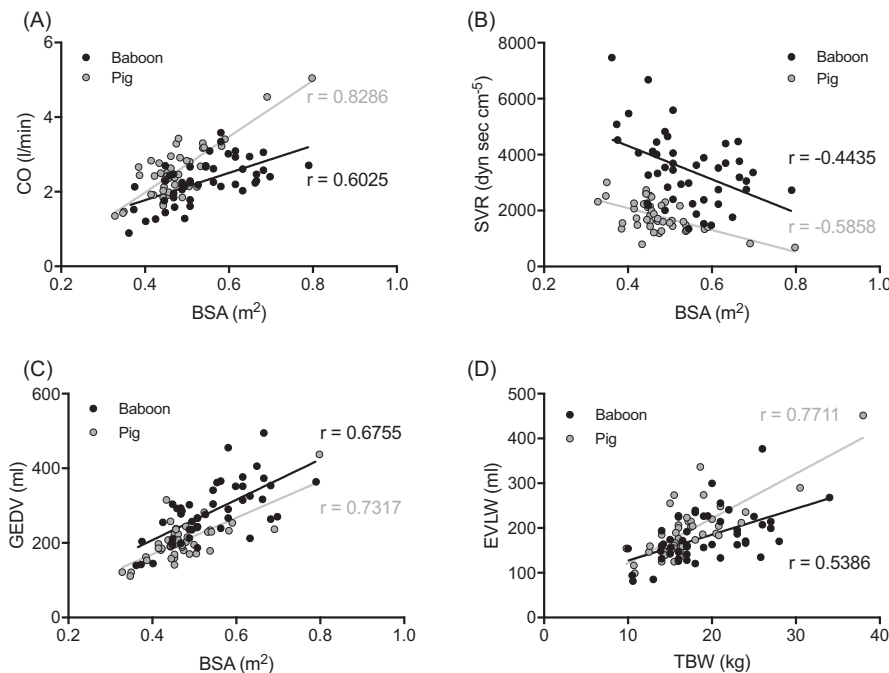 (A)
Baboon
Pig
r = 0.8286
r = 0.6025
CO (l/min)
6
4
2
0
0.2 0.4 0.6 0.8 1.0
BSA (m²)
(B)
Baboon
Pig
r = -0.4435
r = -0.5858
SVR (dyn sec cm⁻⁵)
8000
6000
4000
2000
0
0.2 0.4 0.6 0.8 1.0
BSA (m²)
(C)
Baboon
Pig
r = 0.6755
r = 0.7317
GEDV (ml)
600
400
200
0
0.2 0.4 0.6 0.8 1.0
BSA (m²)
(D)
Baboon
Pig
r = 0.7711
r = 0.5386
EVLW (ml)
500
400
300
200
100
0
0 10 20 30 40
TBW (kg)